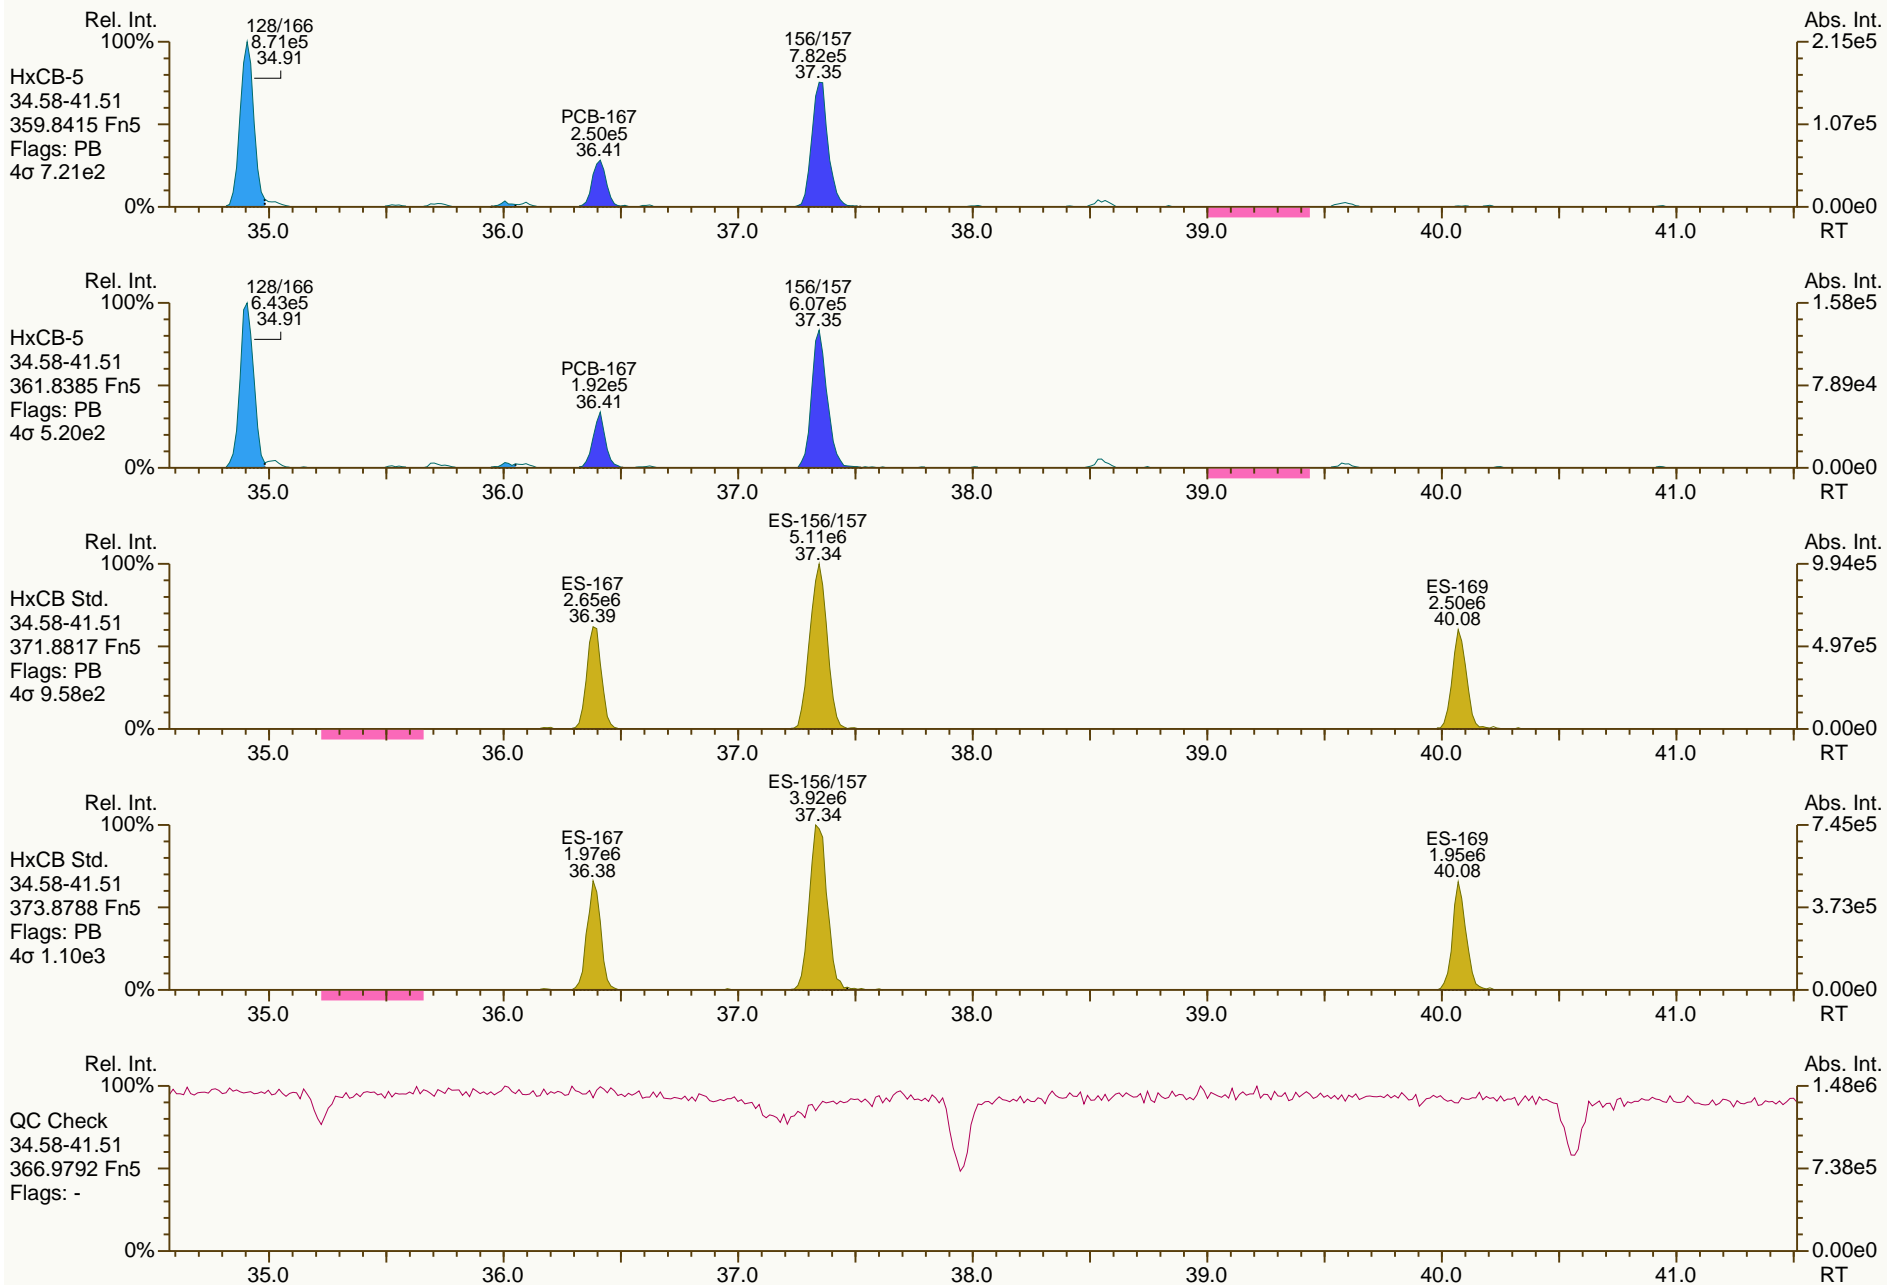 Rel. Int.
Abs. Int.
100%
50%
0%
2.15e5
1.07e5
0.00e0
HxCB-5
34.58-41.51
359.8415 Fn5
Flags: PB
4σ 7.21e2
128/166
8.71e5
34.91
PCB-167
2.50e5
36.41
156/157
7.82e5
37.35
35.0 36.0 37.0 38.0 39.0 40.0 41.0 RT
Rel. Int.
Abs. Int.
100%
50%
0%
1.58e5
7.89e4
0.00e0
HxCB-5
34.58-41.51
361.8385 Fn5
Flags: PB
4σ 5.20e2
128/166
6.43e5
34.91
PCB-167
1.92e5
36.41
156/157
6.07e5
37.35
35.0 36.0 37.0 38.0 39.0 40.0 41.0 RT
Rel. Int.
Abs. Int.
100%
50%
0%
9.94e5
4.97e5
0.00e0
HxCB Std.
34.58-41.51
371.8817 Fn5
Flags: PB
4σ 9.58e2
ES-167
2.65e6
36.39
ES-156/157
5.11e6
37.34
ES-169
2.50e6
40.08
35.0 36.0 37.0 38.0 39.0 40.0 41.0 RT
Rel. Int.
Abs. Int.
100%
50%
0%
7.45e5
3.73e5
0.00e0
HxCB Std.
34.58-41.51
373.8788 Fn5
Flags: PB
4σ 1.10e3
ES-167
1.97e6
36.38
ES-156/157
3.92e6
37.34
ES-169
1.95e6
40.08
35.0 36.0 37.0 38.0 39.0 40.0 41.0 RT
Rel. Int.
Abs. Int.
100%
50%
0%
1.48e6
7.38e5
0.00e0
QC Check
34.58-41.51
366.9792 Fn5
Flags: -
35.0 36.0 37.0 38.0 39.0 40.0 41.0 RT